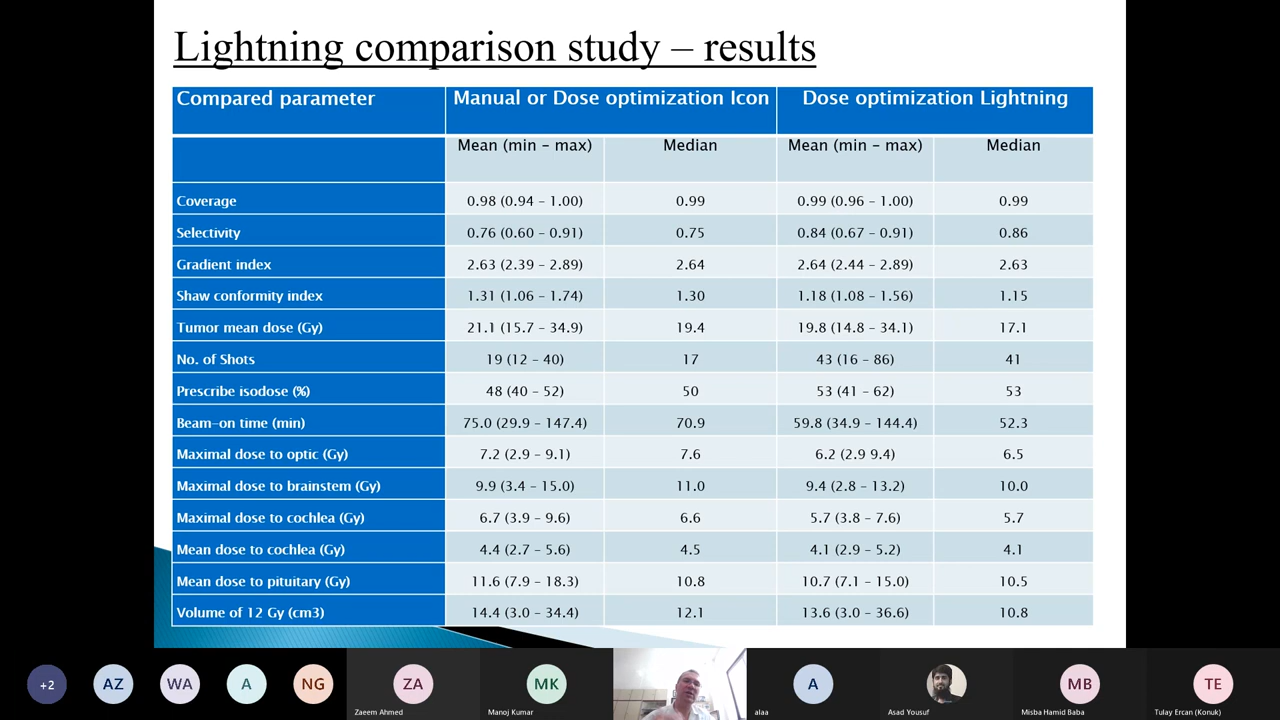 Lightning comparison study – results
Compared parameter Manual or Dose optimization Icon Dose optimization Lightning
Mean (min – max) Median Mean (min – max) Median
Coverage 0.98 (0.94 – 1.00) 0.99 0.99 (0.96 – 1.00) 0.99
Selectivity 0.76 (0.60 – 0.91) 0.75 0.84 (0.67 – 0.91) 0.86
Gradient index 2.63 (2.39 – 2.89) 2.64 2.64 (2.44 – 2.89) 2.63
Shaw conformity index 1.31 (1.06 – 1.74) 1.30 1.18 (1.08 – 1.56) 1.15
Tumor mean dose (Gy) 21.1 (15.7 – 34.9) 19.4 19.8 (14.8 – 34.1) 17.1
No. of Shots 19 (12 – 40) 17 43 (16 – 86) 41
Prescribe isodose (%) 48 (40 – 52) 50 53 (41 – 62) 53
Beam-on time (min) 75.0 (29.9 – 147.4) 70.9 59.8 (34.9 – 144.4) 52.3
Maximal dose to optic (Gy) 7.2 (2.9 – 9.1) 7.6 6.2 (2.9 9.4) 6.5
Maximal dose to brainstem (Gy) 9.9 (3.4 – 15.0) 11.0 9.4 (2.8 – 13.2) 10.0
Maximal dose to cochlea (Gy) 6.7 (3.9 – 9.6) 6.6 5.7 (3.8 – 7.6) 5.7
Mean dose to cochlea (Gy) 4.4 (2.7 – 5.6) 4.5 4.1 (2.9 – 5.2) 4.1
Mean dose to pituitary (Gy) 11.6 (7.9 – 18.3) 10.8 10.7 (7.1 – 15.0) 10.5
Volume of 12 Gy (cm3) 14.4 (3.0 – 34.4) 12.1 13.6 (3.0 – 36.6) 10.8
+2 AZ WA A NG ZA MK A MB TE
Zaeem Ahmed Manoj Kumar alaa Asad Yousuf Misba Hamid Baba Tulay Ercan (Konuk)